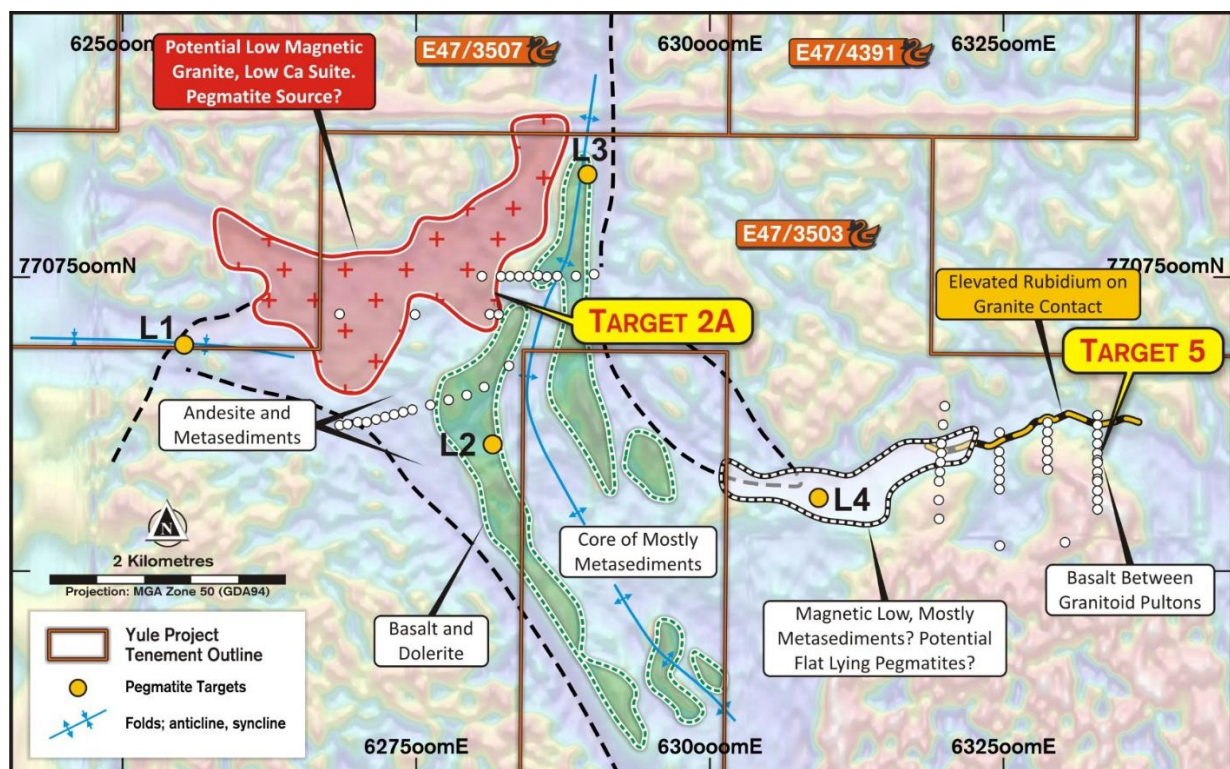 625000mE
630000mE
632500mE
Potential Low Magnetic
Granite, Low Ca Suite.
Pegmatite Source?
E47/3507
E47/4391
L3
E47/3503
7707500mN
7707500mN
Elevated Rubidium on
Granite Contact
TARGET 2A
TARGET 5
L1
Andesite and
Metasediments
L2
L4
N
2 Kilometres
Projection: MGA Zone 50 (GDA94)
Core of Mostly
Metasediments
Basalt and
Dolerite
Magnetic Low, Mostly
Metasediments? Potential
Flat Lying Pegmatites?
Basalt Between
Granitoid Pultons
Yule Project
Tenement Outline
Pegmatite Targets
Folds; anticline, syncline
627500mE
630000mE
632500mE